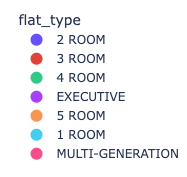 flat_type
2 ROOM
3 ROOM
4 ROOM
EXECUTIVE
5 ROOM
1 ROOM
MULTI-GENERATION